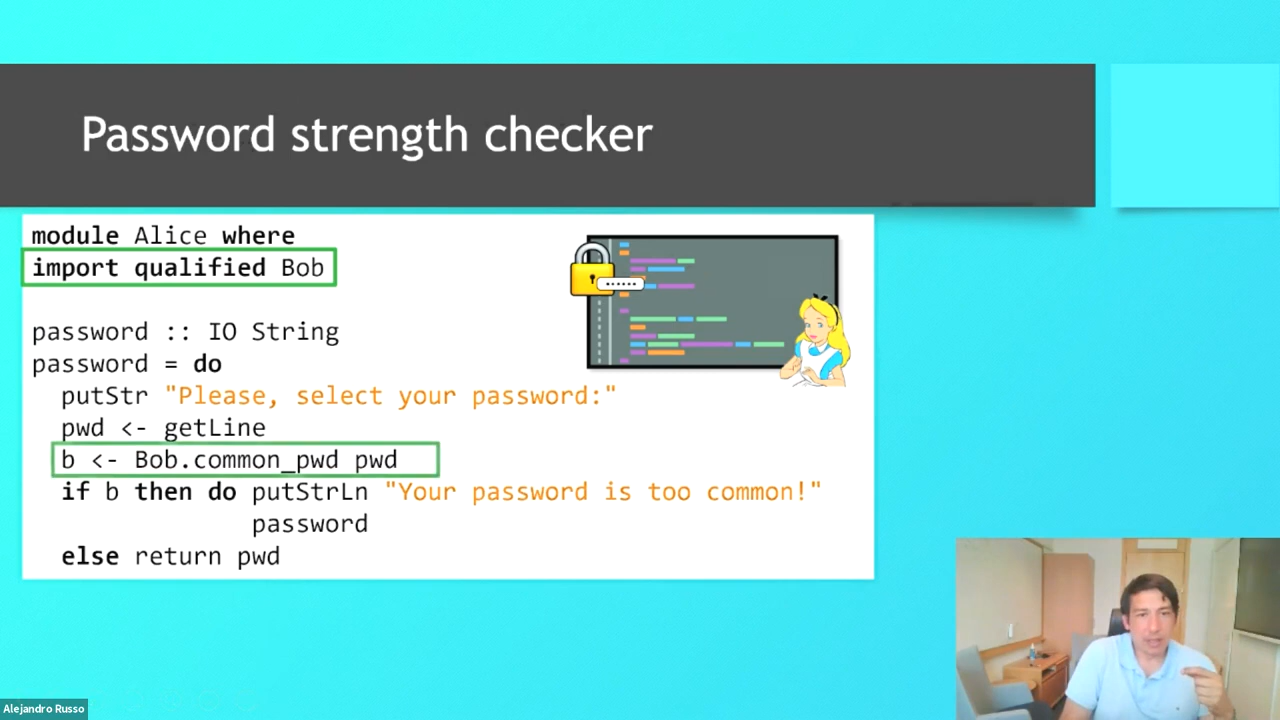 Password strength checker
module Alice where
import qualified Bob
password :: IO String
password = do
putStr "Please, select your password:"
pwd <- getLine
b <- Bob.common_pwd pwd
if b then do putStrLn "Your password is too common!"
password
else return pwd
Alejandro Russo